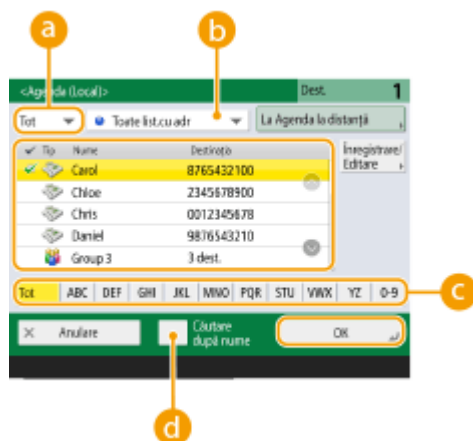 a
b
<Agenda (Local)>
Dest. 1
Tot
Toate list.cu adr
La Agenda la distanță
Tip Nume Destinație
Înregistrare/
Editare
Carol 8765432100
Chloe 2345678900
Chris 0012345678
Daniel 9876543210
Group 3 3 dest.
Tot ABC DEF GHI JKL MNO PQR STU VWX YZ 0-9
c
× Anulare
Căutare
după nume
OK
d